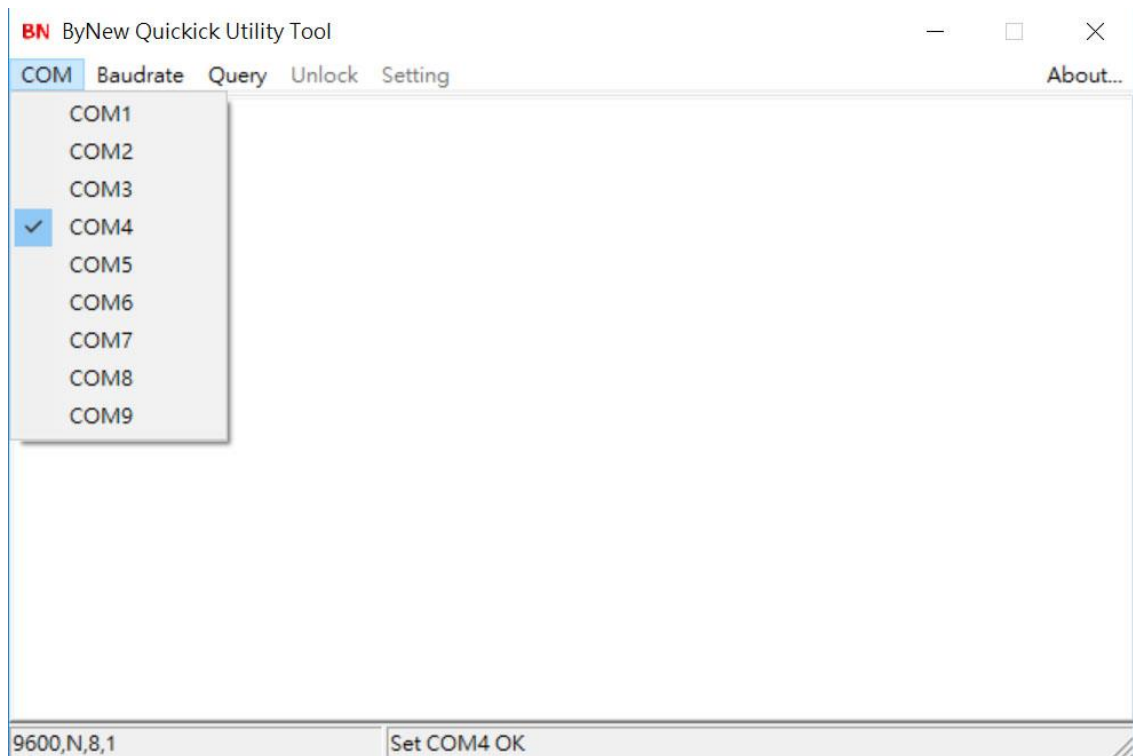 BN ByNew Quickick Utility Tool
COM Baudrate Query Unlock Setting About...
COM1
COM2
COM3
COM4
COM5
COM6
COM7
COM8
COM9
9600,N,8,1 Set COM4 OK